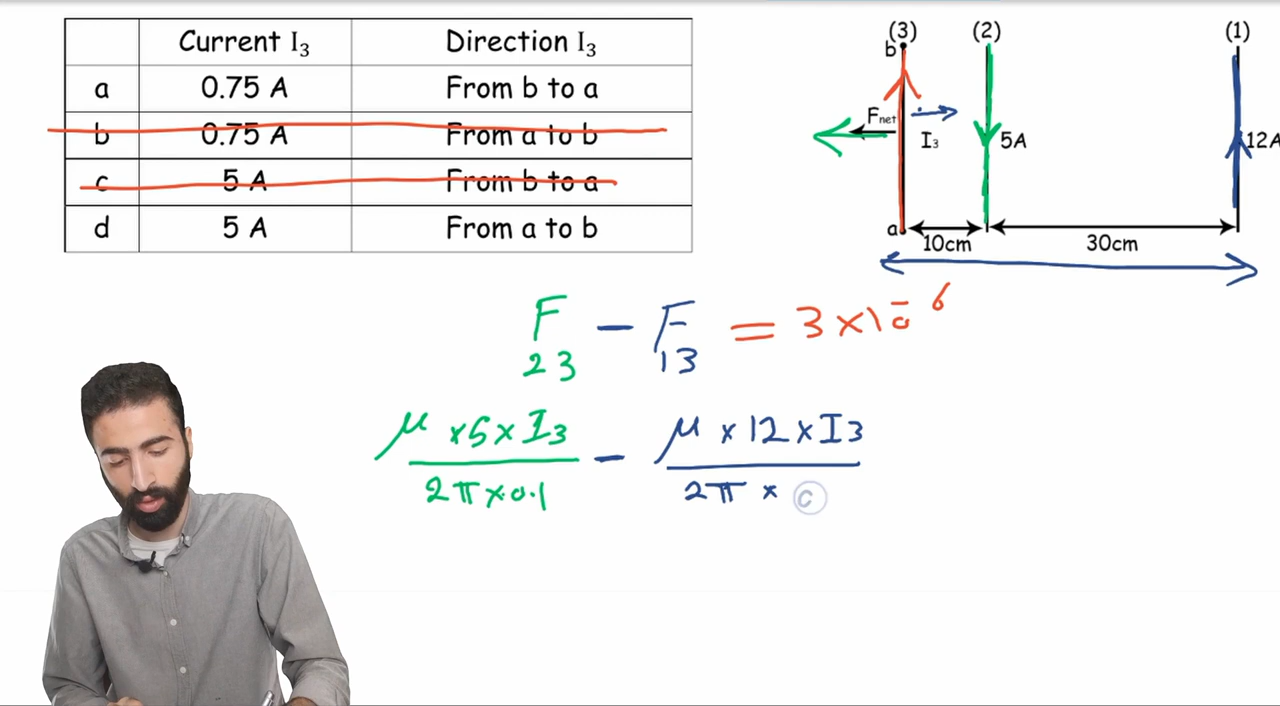 Current I₃ Direction I₃
a 0.75 A From b to a
b 0.75 A From a to b
c 5 A From b to a
d 5 A From a to b
(3) (2) (1)
b
Fnet I₃ 5A 12A
a
10cm 30cm
F23 - F13 = 3×10⁻⁶
μ ×5×I₃ / 2π×0.1 - μ ×12×I₃ / 2π ×